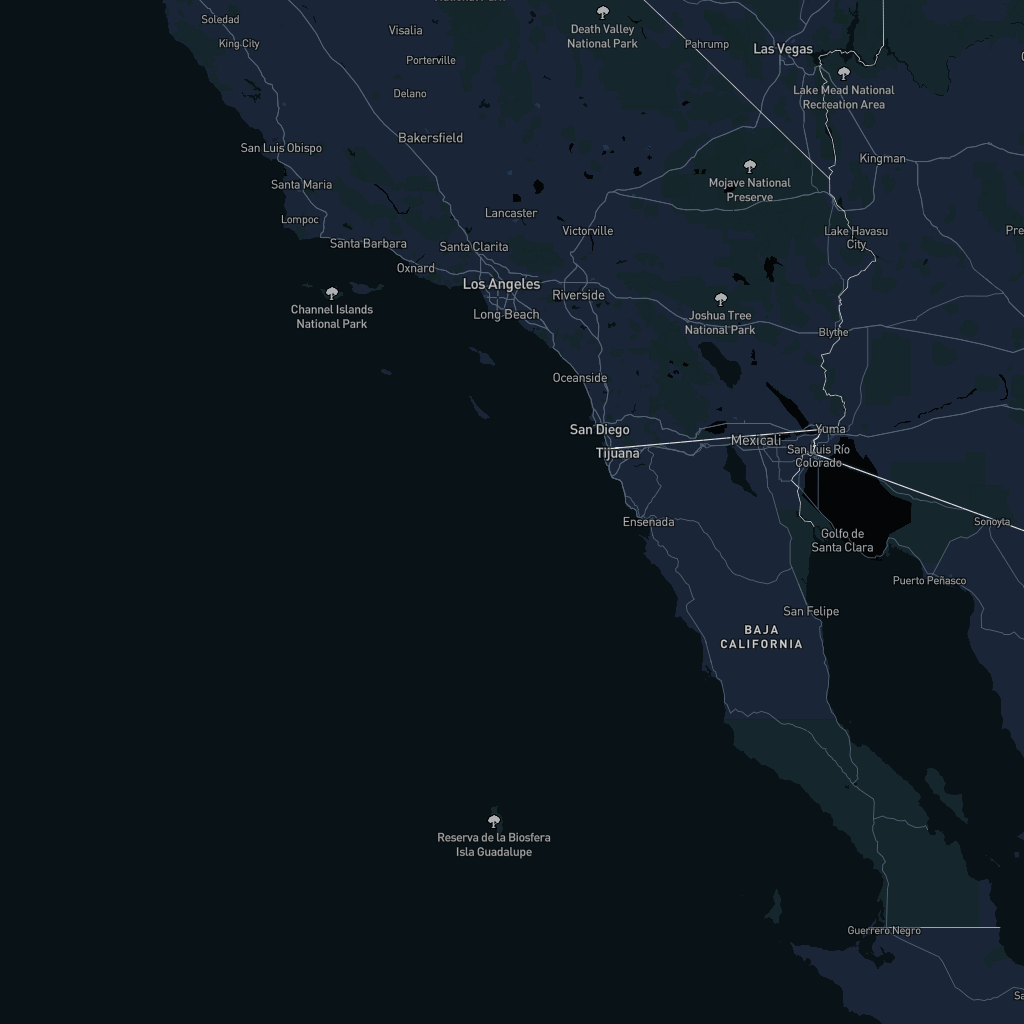 Soledad
King City
Visalia
Porterville
Delano
Death Valley
National Park
Pahrump
Las Vegas
Lake Mead National
Recreation Area
Bakersfield
San Luis Obispo
Kingman
Santa Maria
Mojave National
Preserve
Lompoc
Lancaster
Victorville
Lake Havasu
City
Pre
Santa Barbara
Santa Clarita
Oxnard
Los Angeles
Riverside
Channel Islands
National Park
Long Beach
Joshua Tree
National Park
Blythe
Oceanside
San Diego
Tijuana
Mexicali
Yuma
San Luis Río
Colorado
Ensenada
Golfo de
Santa Clara
Sonoyta
Puerto Peñasco
San Felipe
BAJA
CALIFORNIA
Reserva de la Biosfera
Isla Guadalupe
Guerrero Negro
Sa